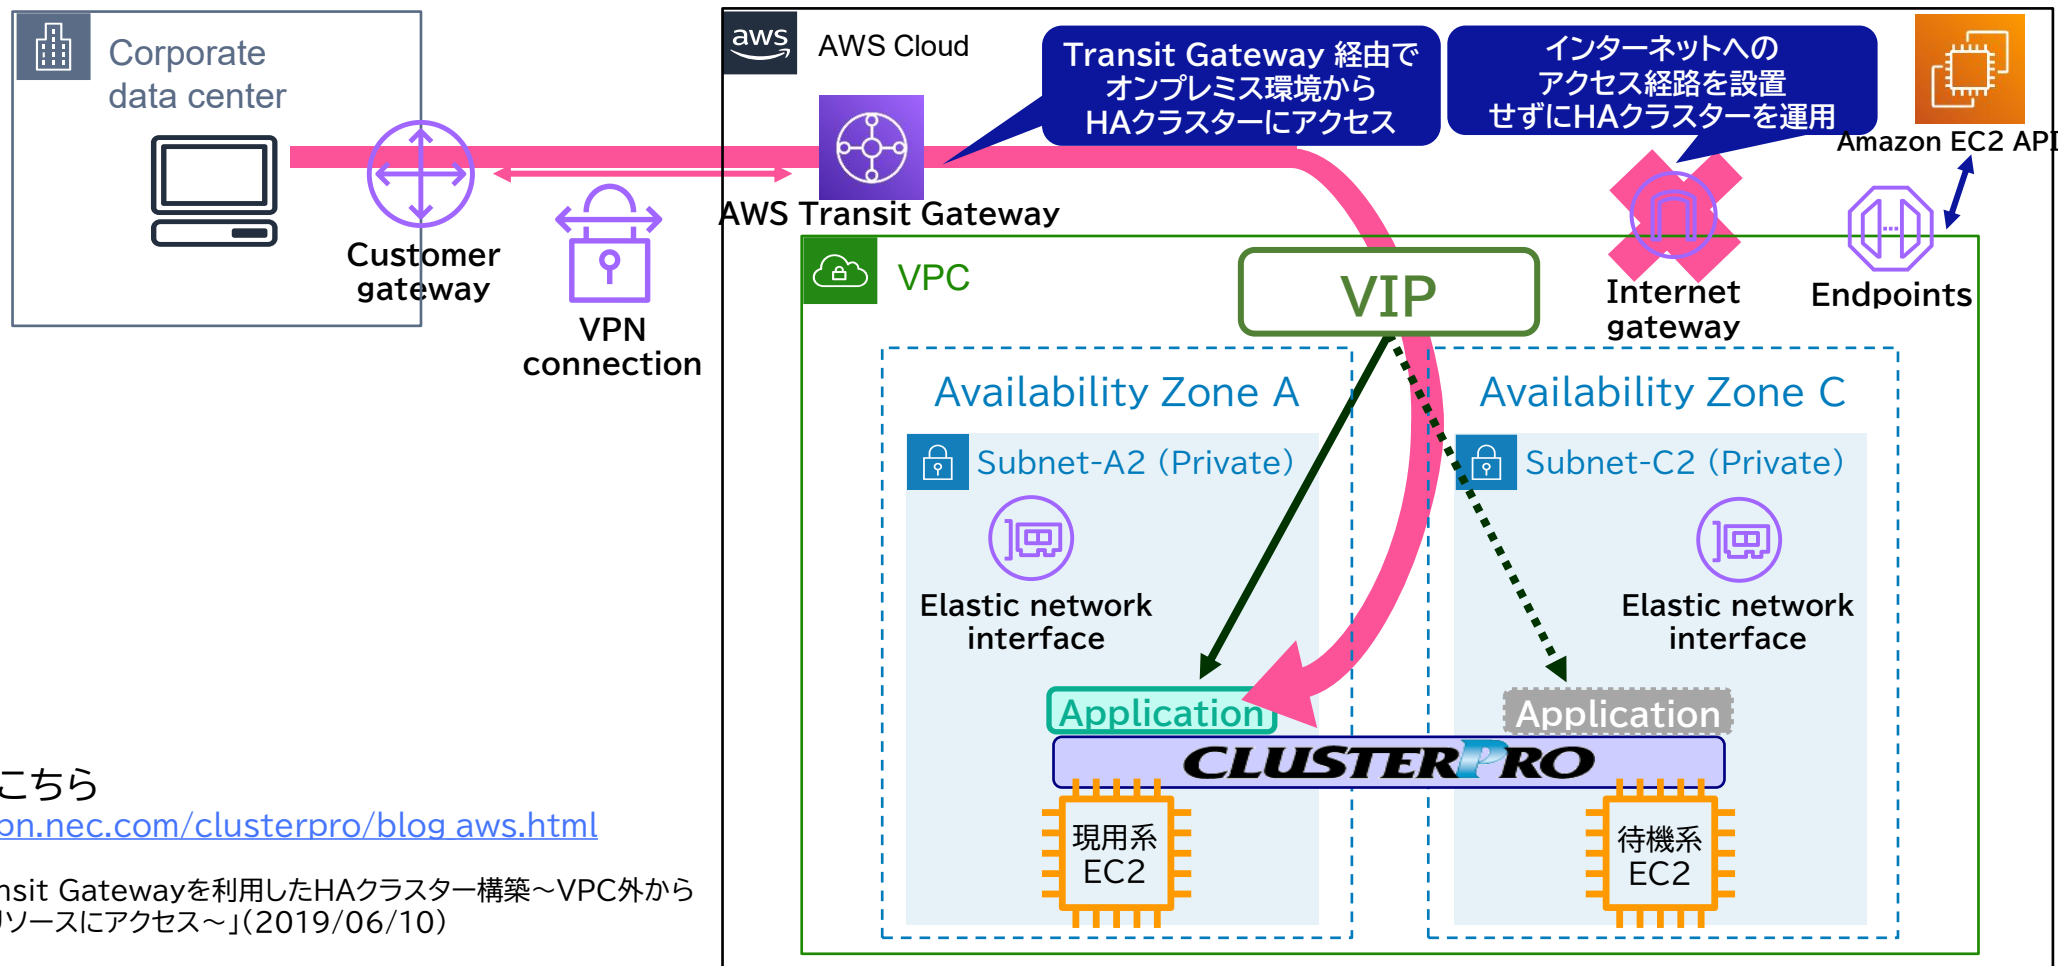 Corporate
data center
aws
AWS Cloud
Transit Gateway 経由で
オンプレミス環境から
HAクラスターにアクセス
インターネットへの
アクセス経路を設置
せずにHAクラスターを運用
Amazon EC2 API
AWS Transit Gateway
Customer
gateway
VPN
connection
VPC
VIP
Internet
gateway
Endpoints
Availability Zone A
Availability Zone C
Subnet-A2 (Private)
Subnet-C2 (Private)
Elastic network
interface
Elastic network
interface
Application
Application
CLUSTERPRO
現用系
EC2
待機系
EC2
こちら
pn.nec.com/clusterpro/blog_aws.html
nsit Gatewayを利用したHAクラスター構築~VPC外から
リソースにアクセス~」(2019/06/10)